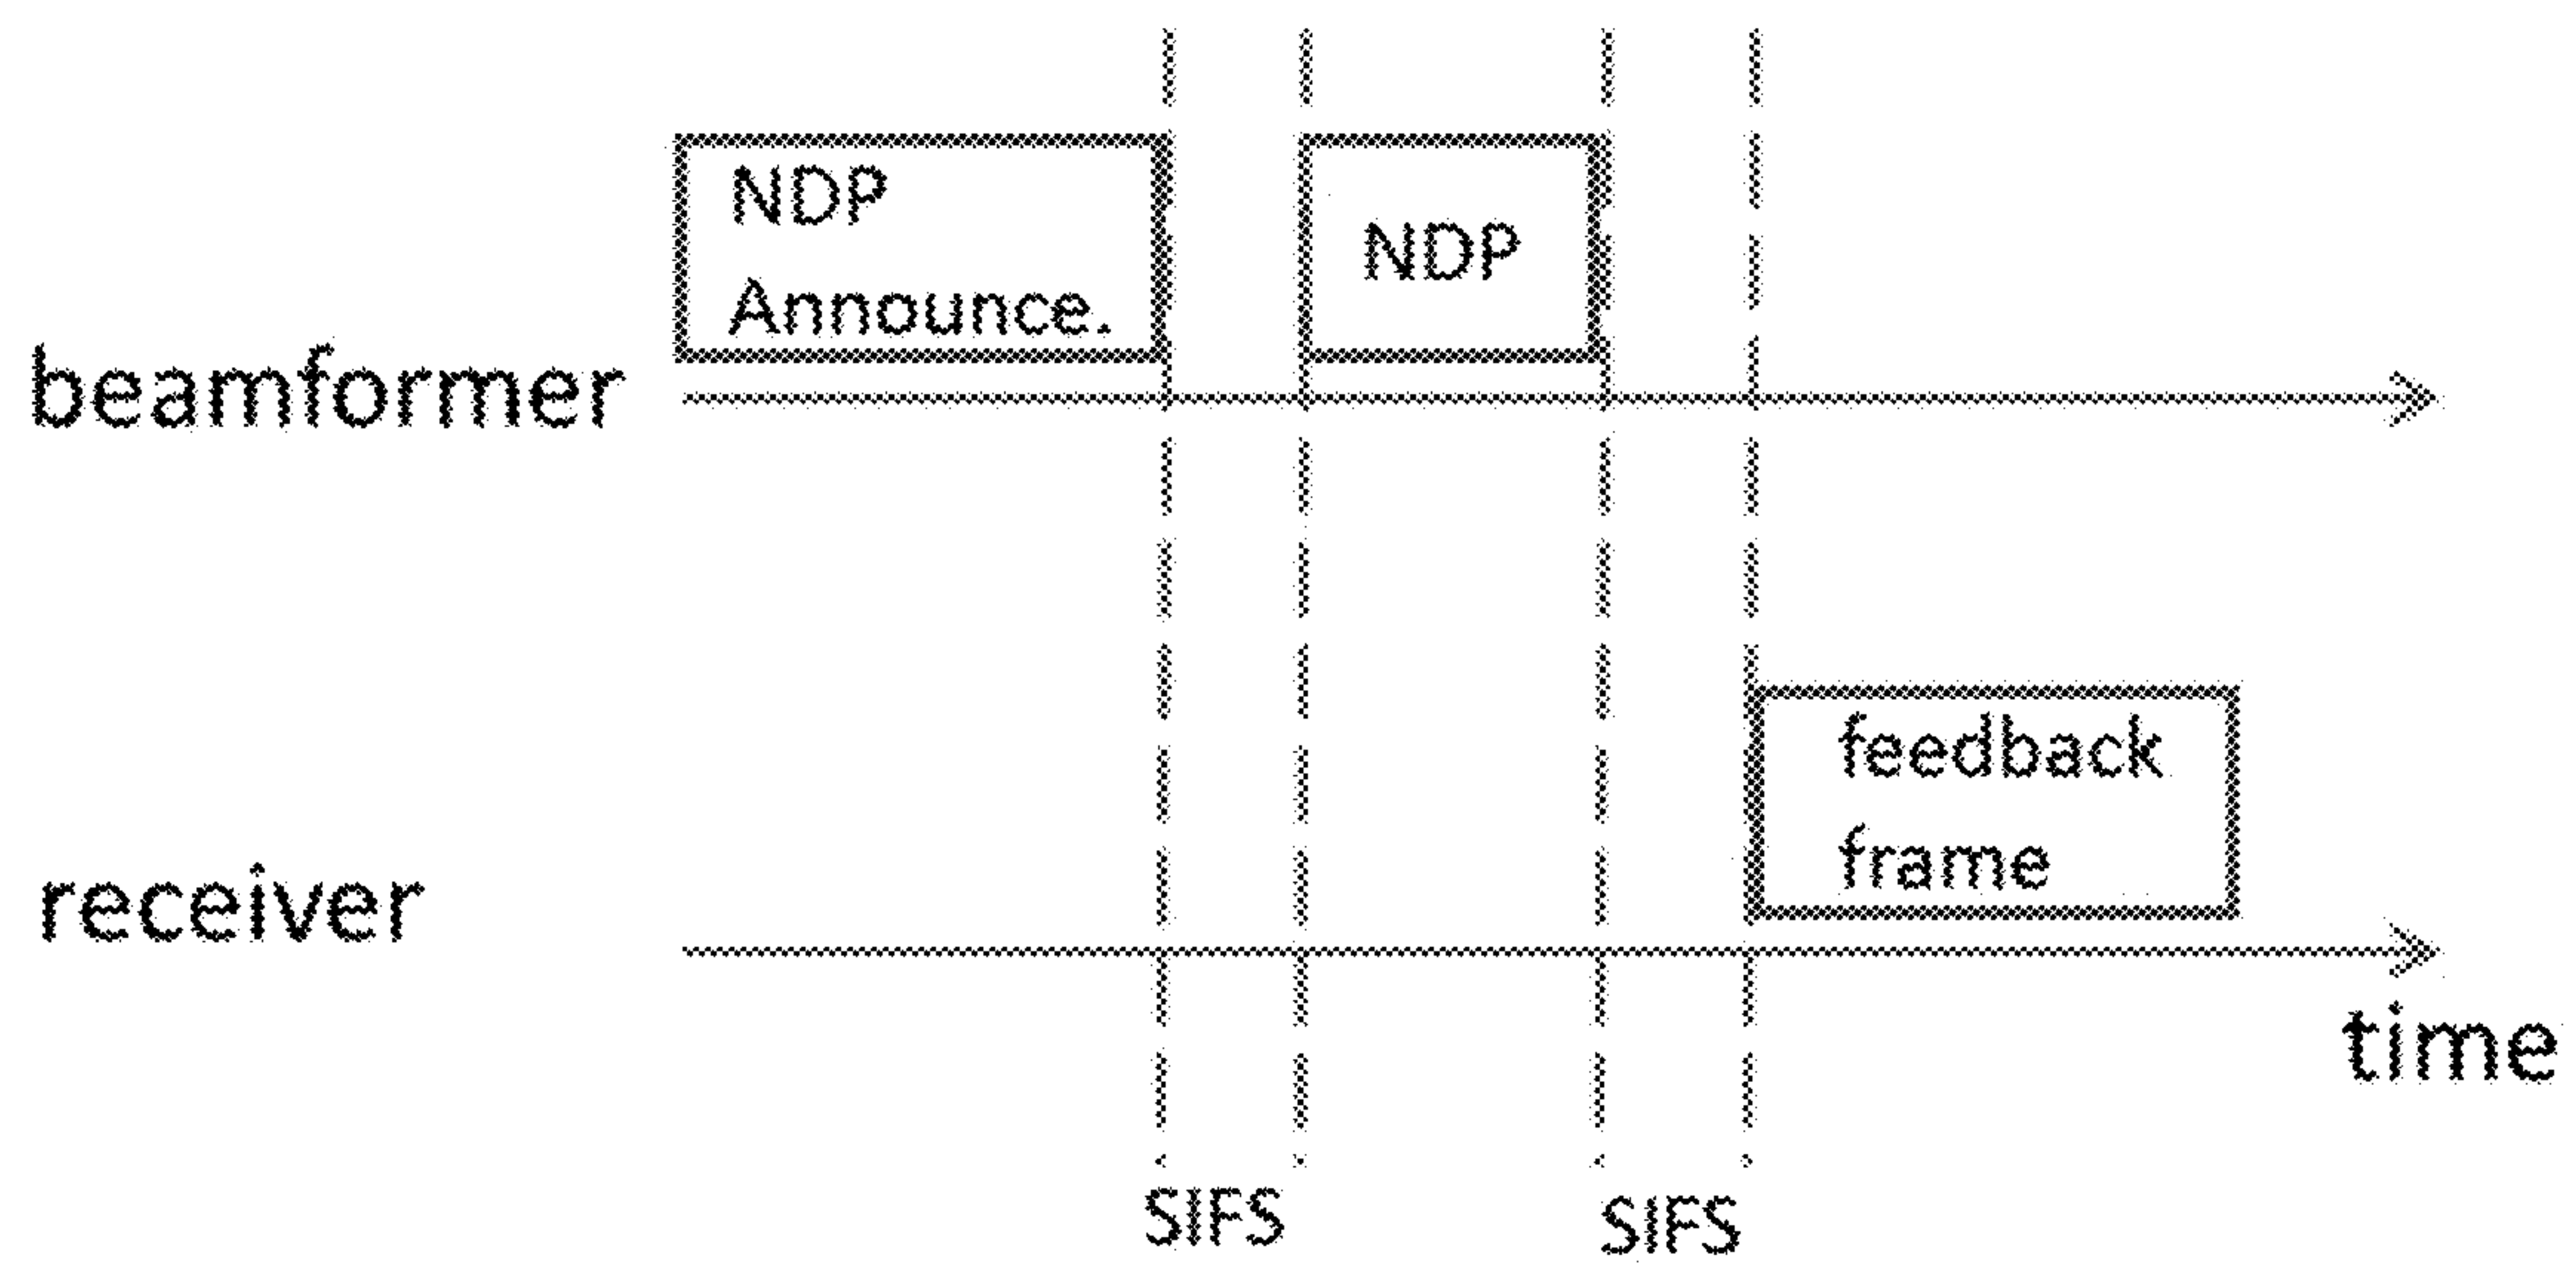 NDP
Announce.
NDP
beamformer
feedback
frame
receiver
time
SIFS
SIFS